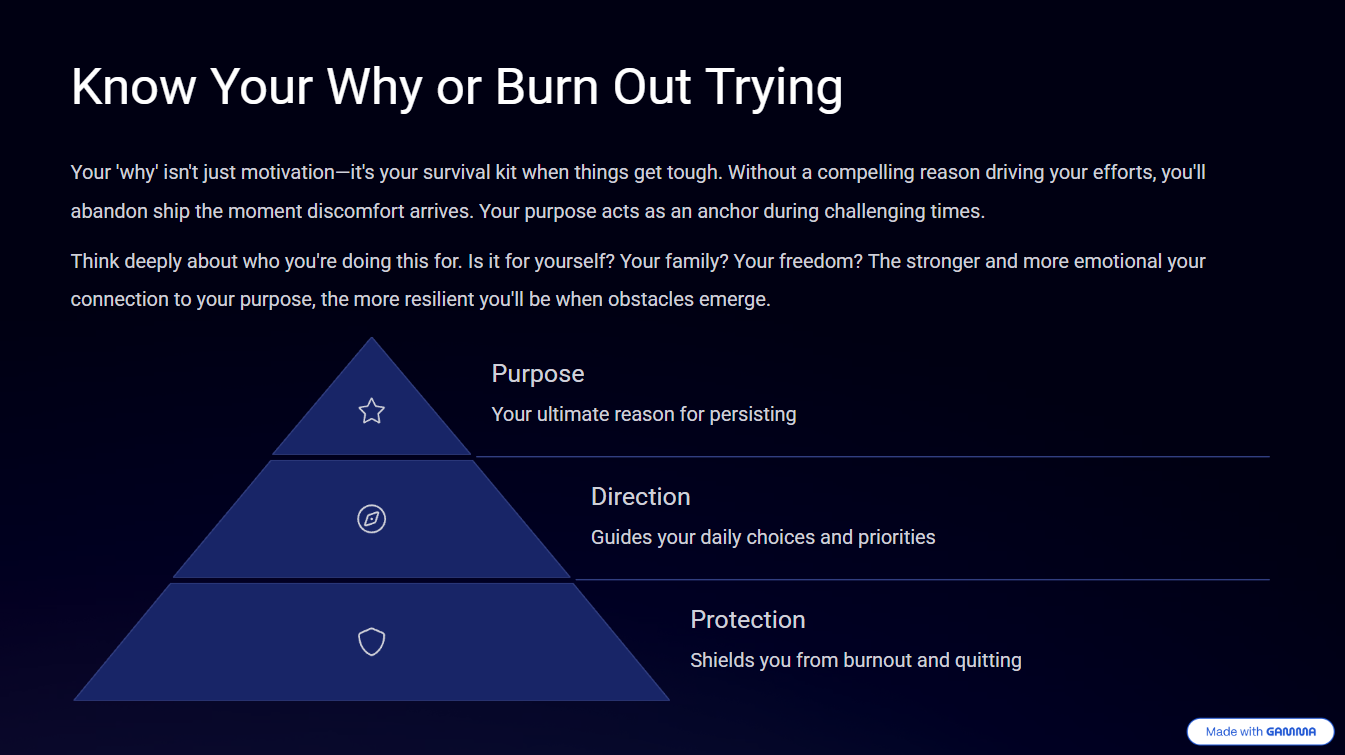 Know Your Why or Burn Out Trying
Your 'why' isn't just motivation—it's your survival kit when things get tough. Without a compelling reason driving your efforts, you'll
abandon ship the moment discomfort arrives. Your purpose acts as an anchor during challenging times.
Think deeply about who you're doing this for. Is it for yourself? Your family? Your freedom? The stronger and more emotional your
connection to your purpose, the more resilient you'll be when obstacles emerge.
Purpose
Your ultimate reason for persisting
Direction
Guides your daily choices and priorities
Protection
Shields you from burnout and quitting
Made with GAMMA